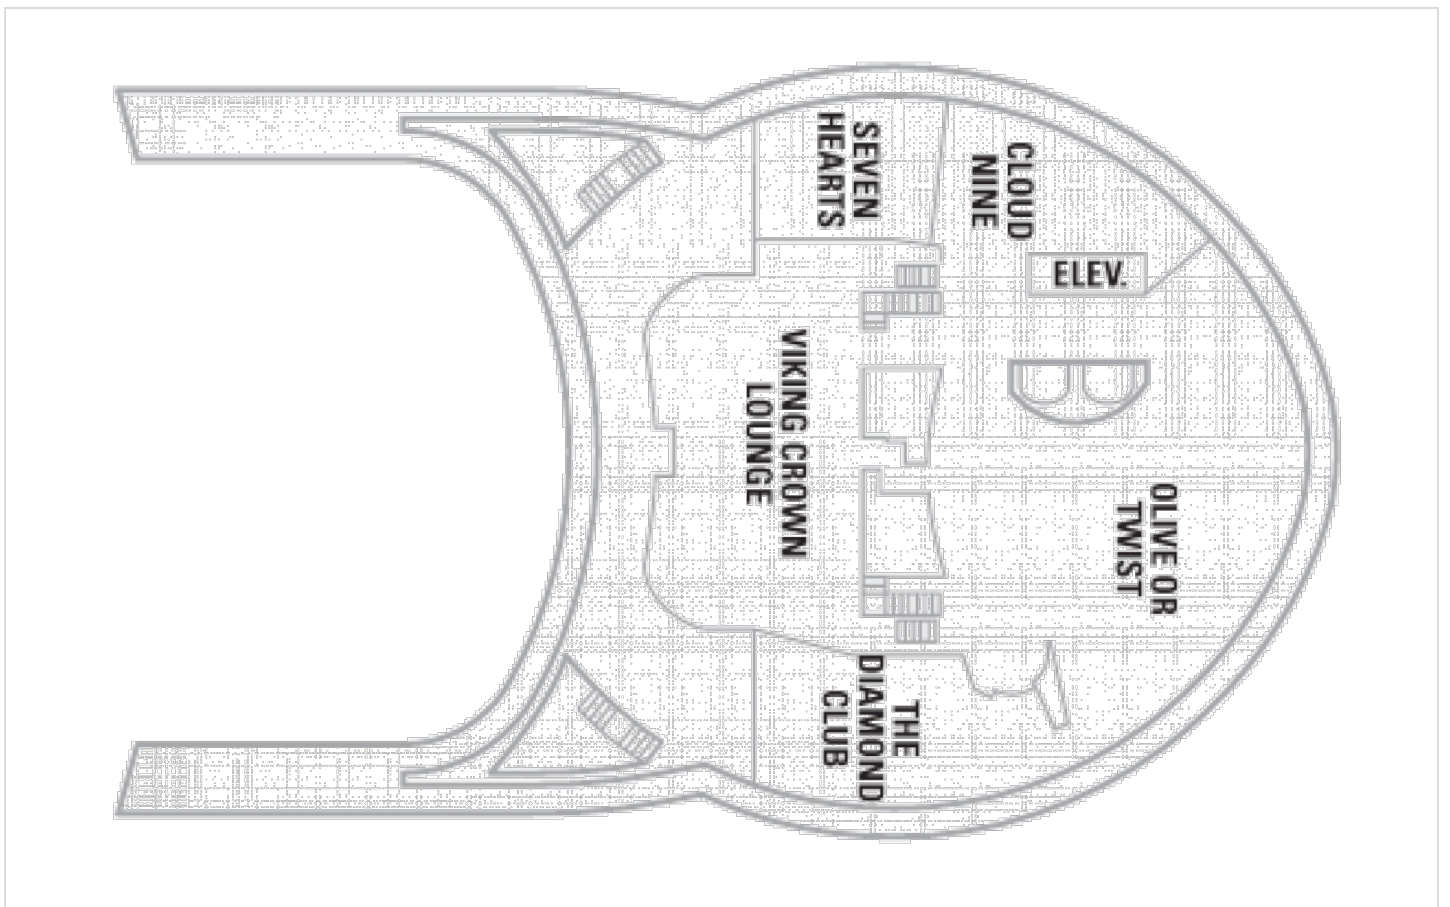 SEVEN
HEARTS
CLOUD
NINE
ELEV.
VIKING CROWN
LOUNGE
OLIVE OR
TWIST
THE
DIAMOND
CLUB